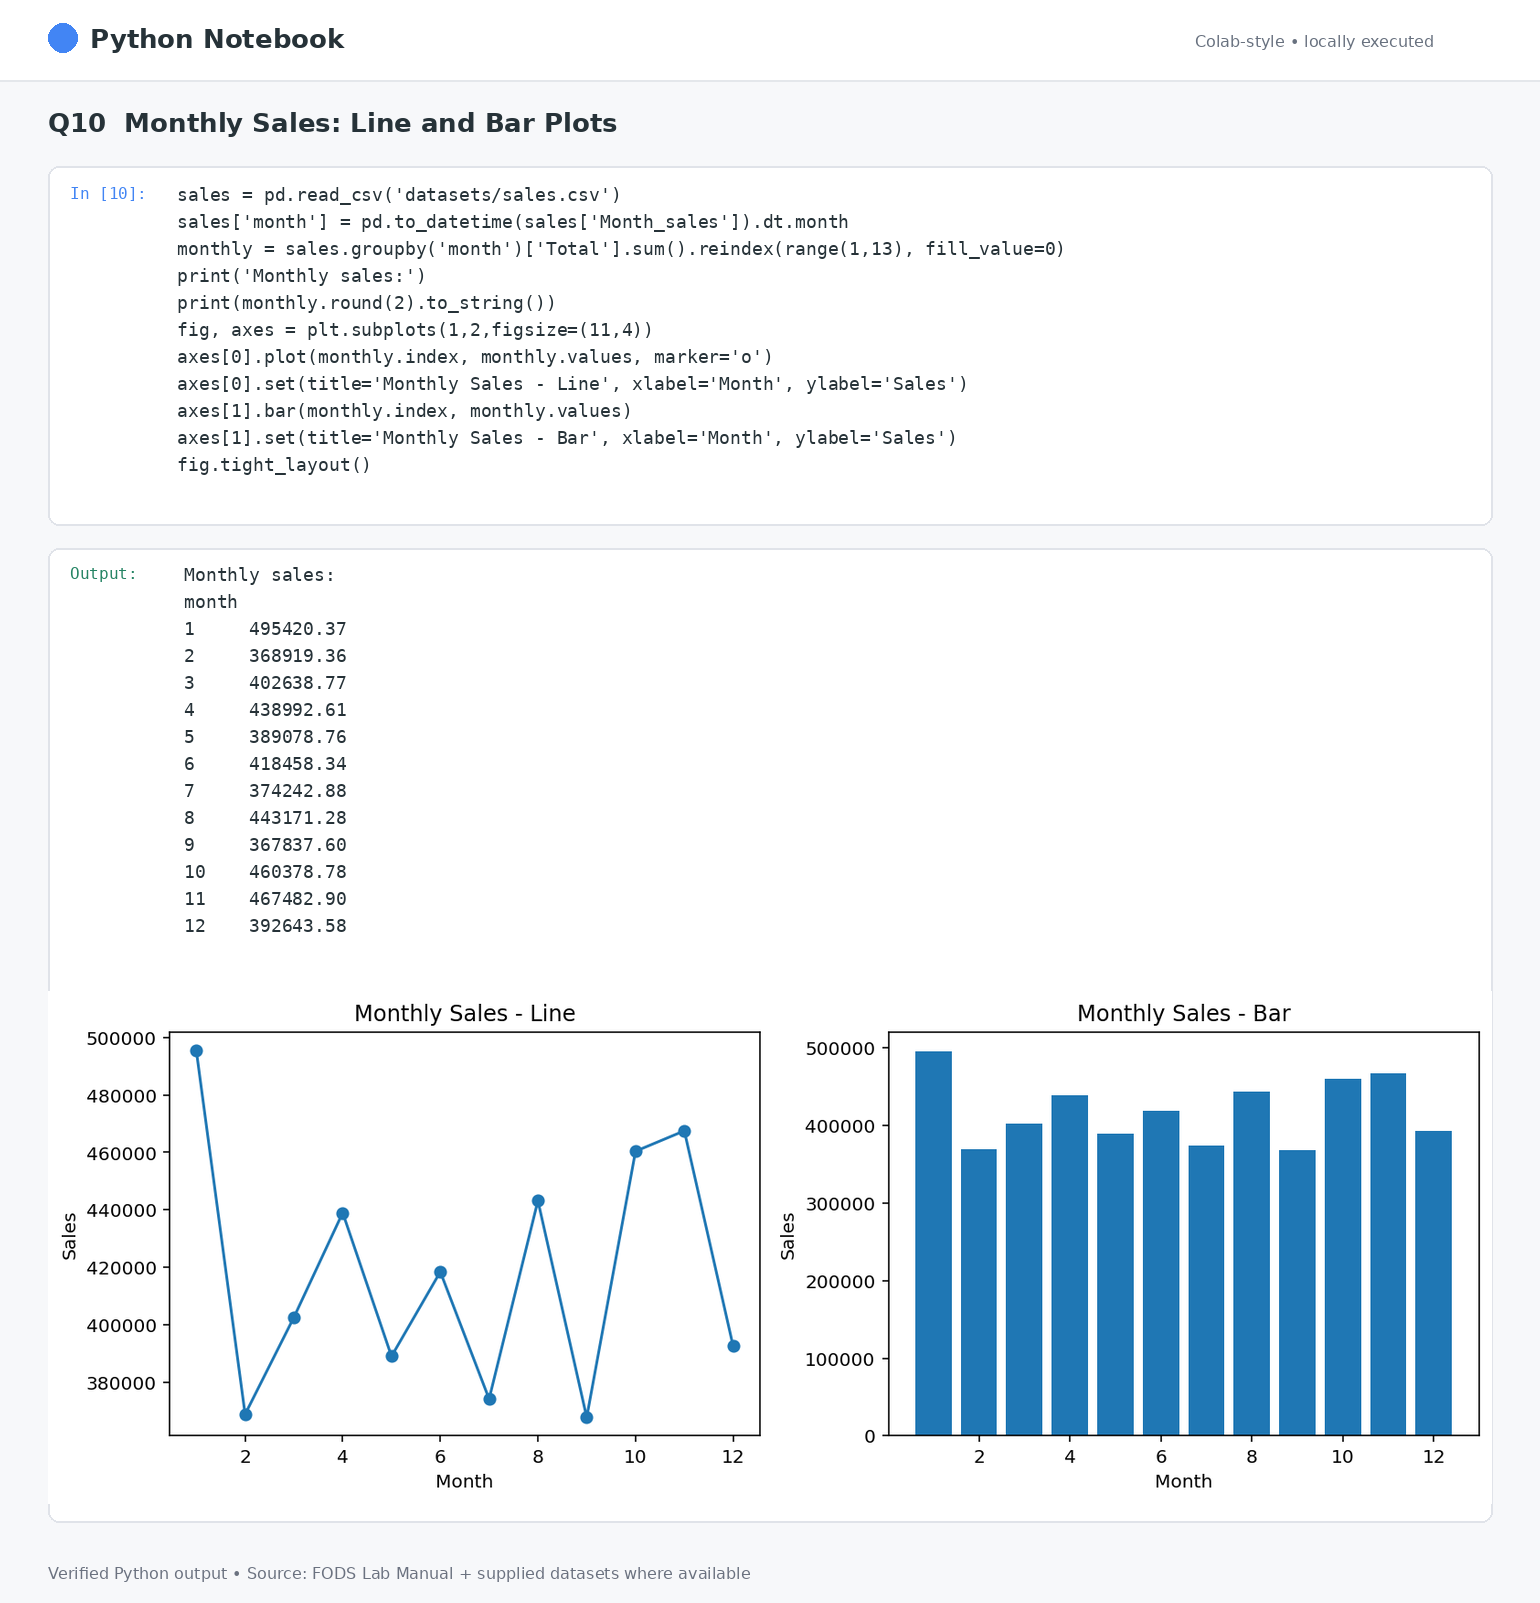 Python Notebook
Colab-style • locally executed
Q10  Monthly Sales: Line and Bar Plots
In [10]:
sales = pd.read_csv('datasets/sales.csv')
sales['month'] = pd.to_datetime(sales['Month_sales']).dt.month
monthly = sales.groupby('month')['Total'].sum().reindex(range(1,13), fill_value=0)
print('Monthly sales:')
print(monthly.round(2).to_string())
fig, axes = plt.subplots(1,2,figsize=(11,4))
axes[0].plot(monthly.index, monthly.values, marker='o')
axes[0].set(title='Monthly Sales - Line', xlabel='Month', ylabel='Sales')
axes[1].bar(monthly.index, monthly.values)
axes[1].set(title='Monthly Sales - Bar', xlabel='Month', ylabel='Sales')
fig.tight_layout()
Output:
Monthly sales:
month
1     495420.37
2     368919.36
3     402638.77
4     438992.61
5     389078.76
6     418458.34
7     374242.88
8     443171.28
9     367837.60
10    460378.78
11    467482.90
12    392643.58
Monthly Sales - Line
500000
480000
460000
440000
420000
400000
380000
Sales
2 4 6 8 10 12
Month
Monthly Sales - Bar
500000
400000
300000
200000
100000
0
Sales
2 4 6 8 10 12
Month
Verified Python output • Source: FODS Lab Manual + supplied datasets where available